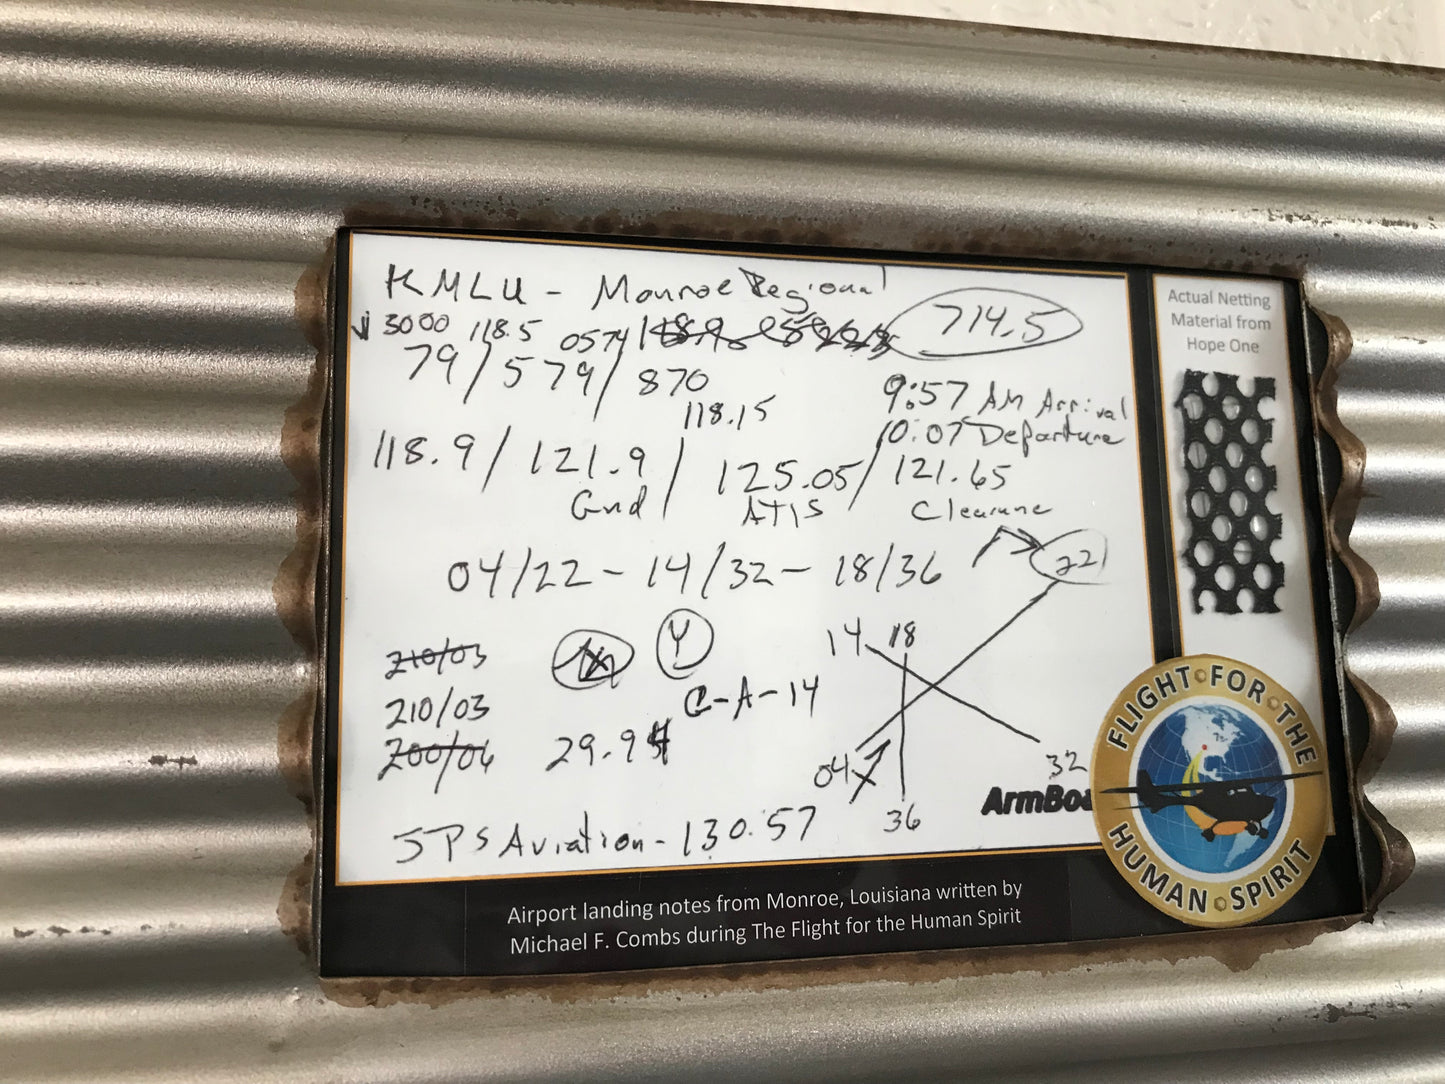 KMLU - Monroe Regional
3000 118.5 0574
714.5
79/579/870
118.15
9:57 AM Arrival
10:07 Departure
118.9/121.9/125.05/121.65
Gnd ATIS Clearance
04/22 - 14/32 - 18/36
22
210/03
Y
14 18
210/03
C-A-14
200/04
29.94
04
32
36
ArmBoa
JPS Aviation - 130.57
Actual Netting
Material from
Hope One
FLIGHT FOR THE
HUMAN SPIRIT
Airport landing notes from Monroe, Louisiana written by
Michael F. Combs during The Flight for the Human Spirit